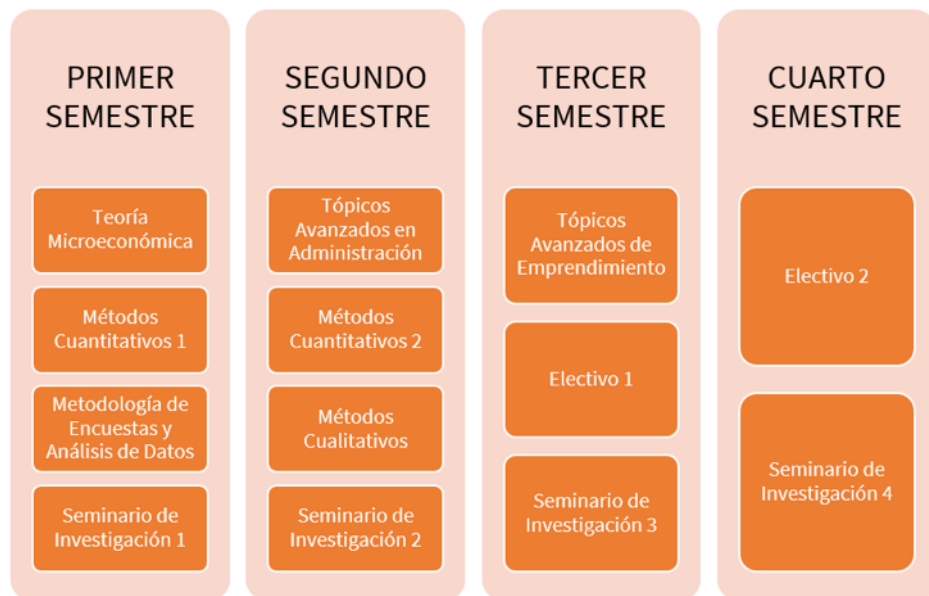 PRIMER
SEMESTRE
Teoría
Microeconómica
Métodos
Cuantitativos 1
Metodología de
Encuestas y
Análisis de Datos
Seminario de
Investigación 1
SEGUNDO
SEMESTRE
Tópicos
Avanzados en
Administración
Métodos
Cuantitativos 2
Métodos
Cualitativos
Seminario de
Investigación 2
TERCER
SEMESTRE
Tópicos
Avanzados de
Emprendimiento
Electivo 1
Seminario de
Investigación 3
CUARTO
SEMESTRE
Electivo 2
Seminario de
Investigación 4